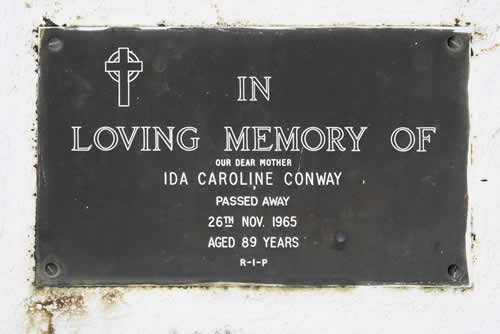 IN
LOVING MEMORY OF
OUR DEAR MOTHER
IDA CAROLINE CONWAY
PASSED AWAY
26TH NOV. 1965
AGED 89 YEARS
R-I-P